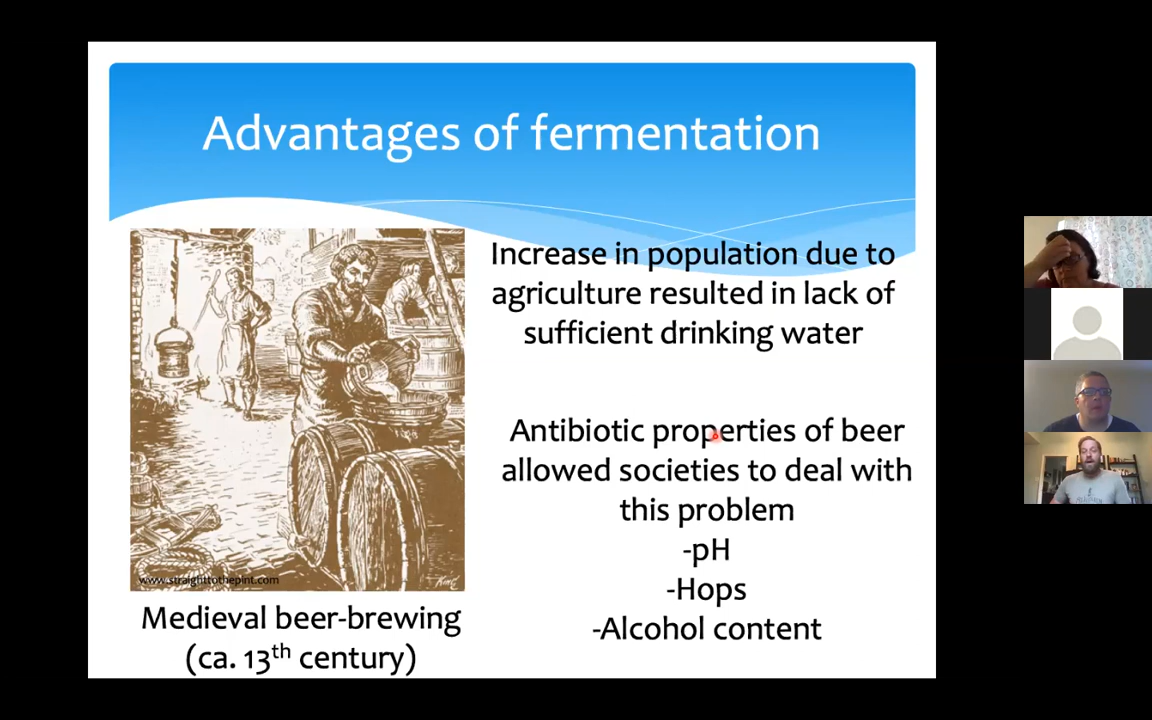 Advantages of fermentation
Increase in population due to
agriculture resulted in lack of
sufficient drinking water
Antibiotic properties of beer
allowed societies to deal with
this problem
-pH
-Hops
-Alcohol content
www.straighttothepint.com
Medieval beer-brewing
(ca. 13th century)